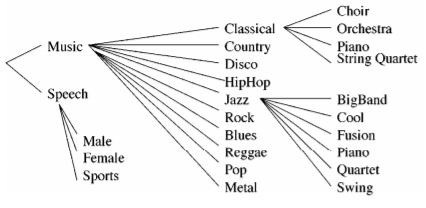 Music
Speech
Male
Female
Sports
Classical
Country
Disco
HipHop
Jazz
Rock
Blues
Reggae
Pop
Metal
Choir
Orchestra
Piano
String Quartet
BigBand
Cool
Fusion
Piano
Quartet
Swing